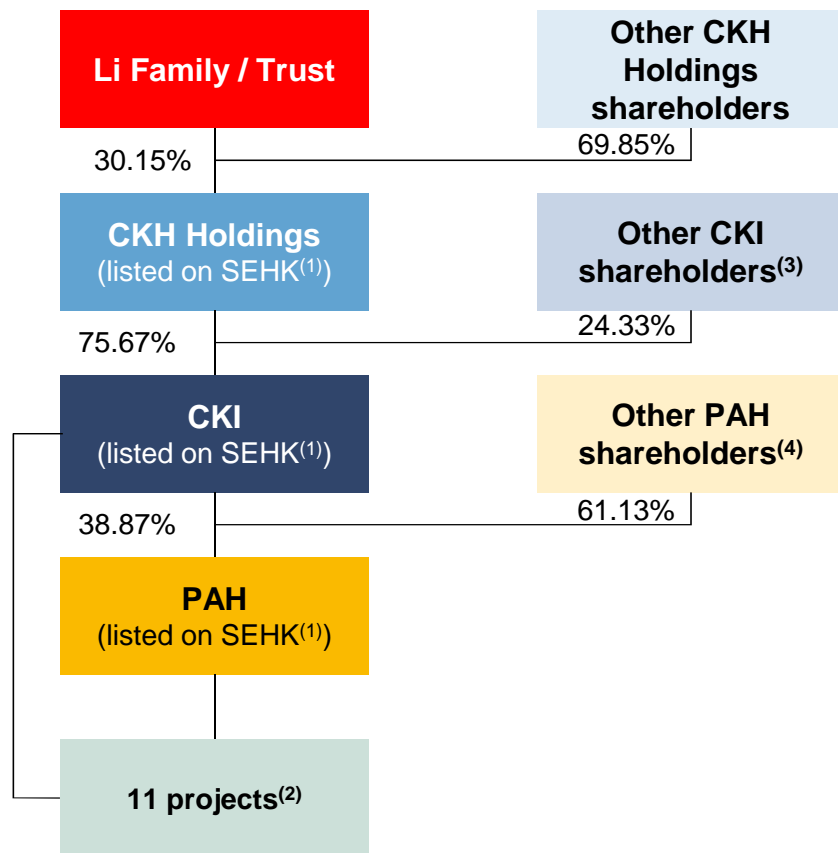 Li Family / Trust
Other CKH
Holdings
shareholders
30.15%
69.85%
CKH Holdings
(listed on SEHK(1))
Other CKI
shareholders(3)
75.67%
24.33%
CKI
(listed on SEHK(1))
Other PAH
shareholders(4)
38.87%
61.13%
PAH
(listed on SEHK(1))
11 projects(2)